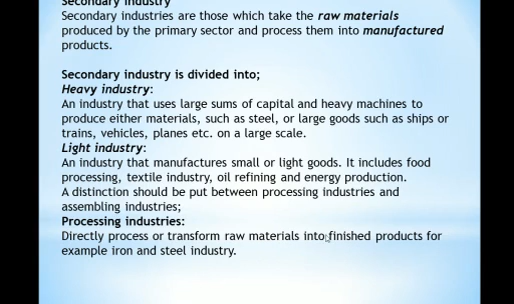 Secondary industry
Secondary industries are those which take the raw materials
produced by the primary sector and process them into manufactured
products.
Secondary industry is divided into;
Heavy industry:
An industry that uses large sums of capital and heavy machines to
produce either materials, such as steel, or large goods such as ships or
trains, vehicles, planes etc. on a large scale.
Light industry:
An industry that manufactures small or light goods. It includes food
processing, textile industry, oil refining and energy production.
A distinction should be put between processing industries and
assembling industries;
Processing industries:
Directly process or transform raw materials into finished products for
example iron and steel industry.